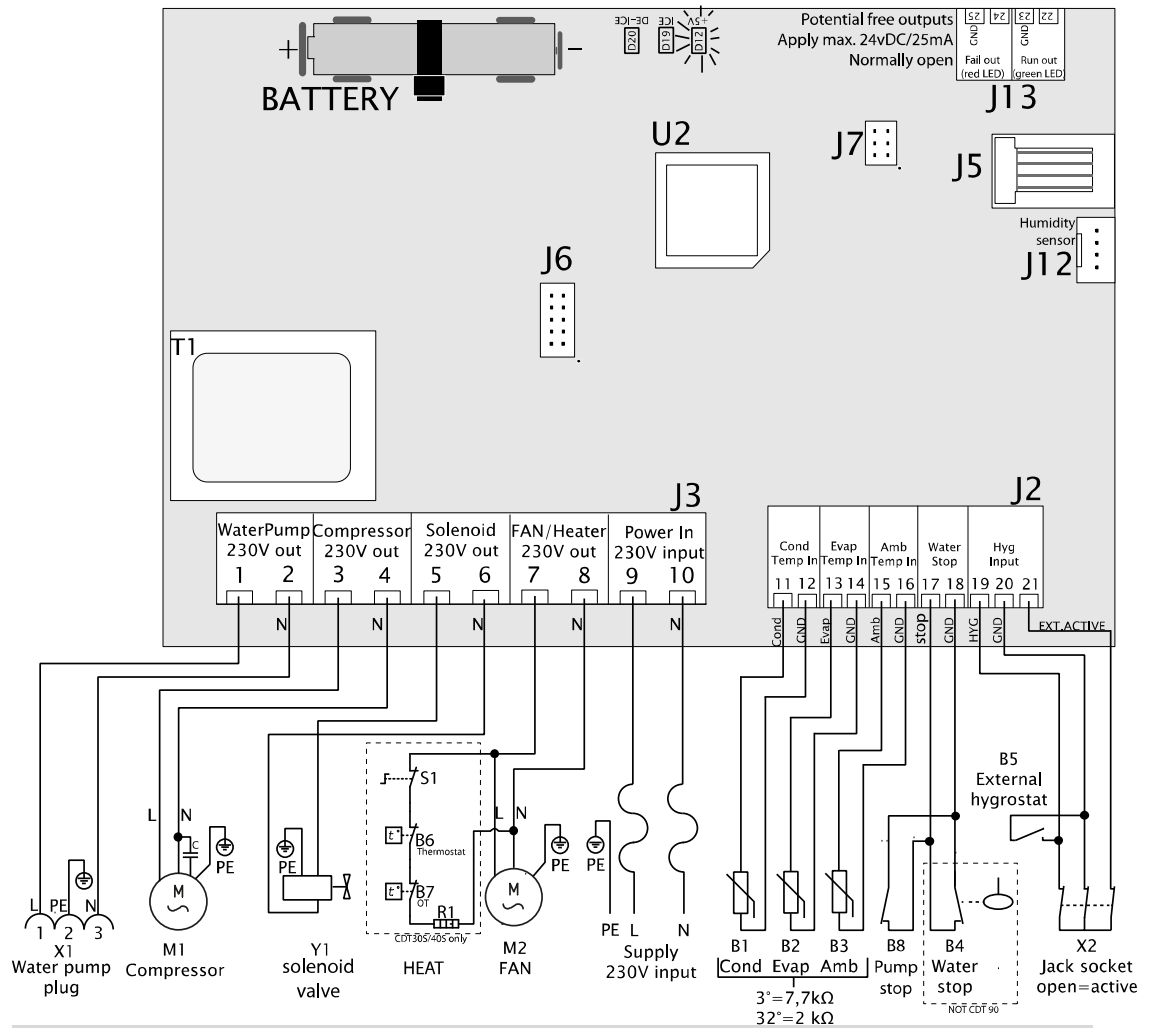 +
-
BATTERY
DE-ICE
ICE
+5V
D20
D19
D12
Potential free outputs
Apply max. 24vDC/25mA
Normally open
25 24 23 22
GND GND
Fail out
(red LED)
Run out
(green LED)
J13
U2
J7
J5
Humidity
sensor
J12
J6
T1
J3
WaterPump
230V out
1 2
Compressor
230V out
3 4
Solenoid
230V out
5 6
FAN/Heater
230V out
7 8
Power In
230V input
9 10
N N N N N
J2
Cond
Temp In
11 12
Evap
Temp In
13 14
Amb
Temp In
15 16
Water
Stop
17 18
Hyg
Input
19 20 21
Cond GND Evap GND Amb GND stop GND HYG GND
EXT.ACTIVE
L PE N
1 2 3
X1
Water pump
plug
L N
C
PE
M
M1
Compressor
PE
Y1
solenoid
valve
S1
t°
B6
Thermostat
t°
B7
OT
R1
CDT30S/40S only
HEAT
L N
PE
M
M2
FAN
PE
PE L N
Supply
230V input
B1 B2 B3
Cond Evap Amb
3°=7,7kΩ
32°=2 kΩ
B8
Pump
stop
B4
Water
stop
NOT CDT 90
B5
External
hygrostat
X2
Jack socket
open=active